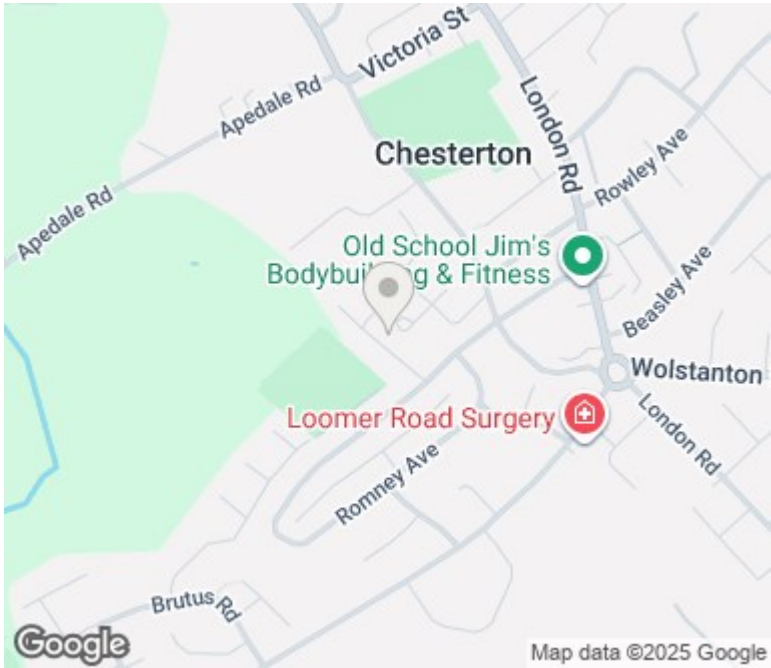 Victoria St
Apedale Rd
London Rd
Chesterton
Rowley Ave
Apedale Rd
Old School Jim's
& Fitness
Beasley Ave
Wolstanton
Loomer Road Surgery
London Rd
Romney Ave
Brutus Rd
Google
Map data ©2025 Google